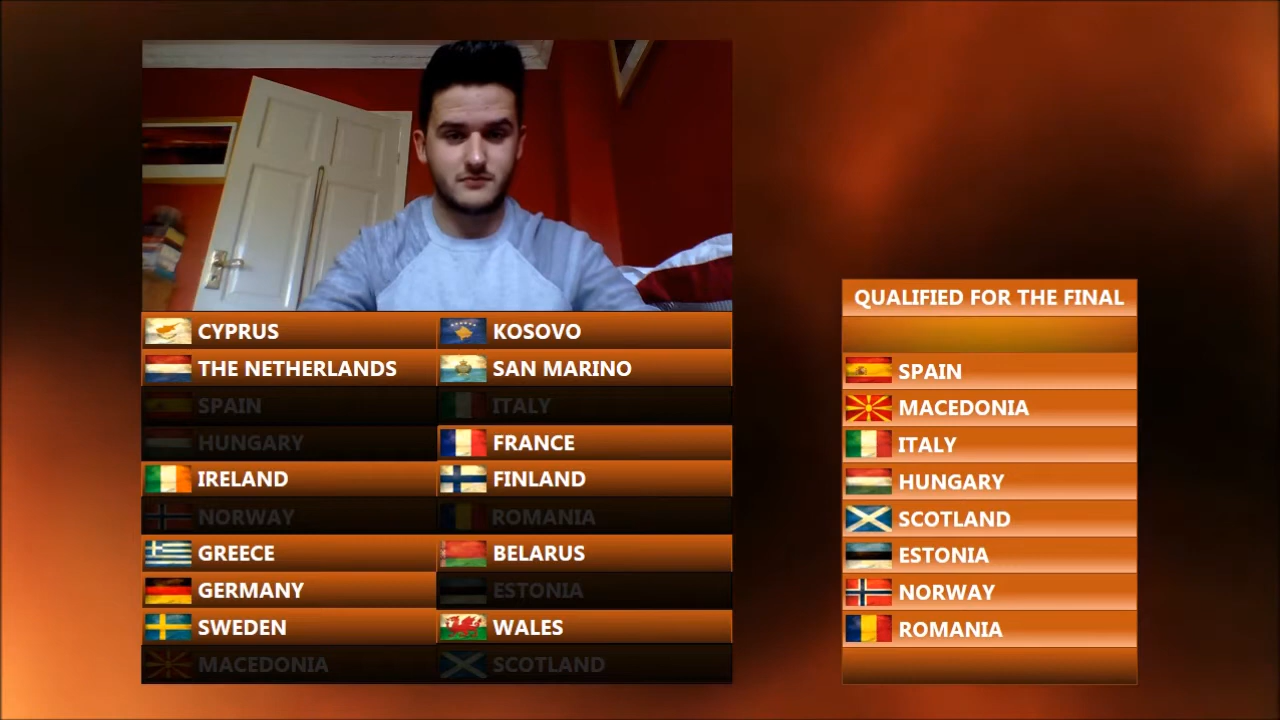 CYPRUS KOSOVO
THE NETHERLANDS SAN MARINO
SPAIN ITALY
HUNGARY FRANCE
IRELAND FINLAND
NORWAY ROMANIA
GREECE BELARUS
GERMANY ESTONIA
SWEDEN WALES
MACEDONIA SCOTLAND
QUALIFIED FOR THE FINAL
SPAIN
MACEDONIA
ITALY
HUNGARY
SCOTLAND
ESTONIA
NORWAY
ROMANIA